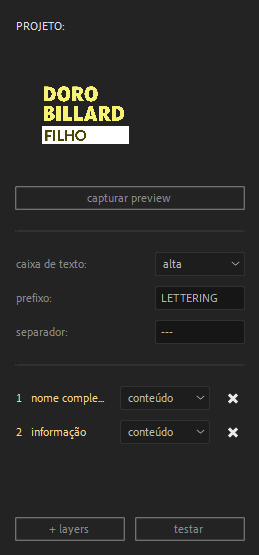 PROJETO:
DORO
BILLARD
FILHO
capturar preview
caixa de texto: alta
prefixo: LETTERING
separador: ---
1 nome comple... conteúdo
2 informação conteúdo
+ layers testar